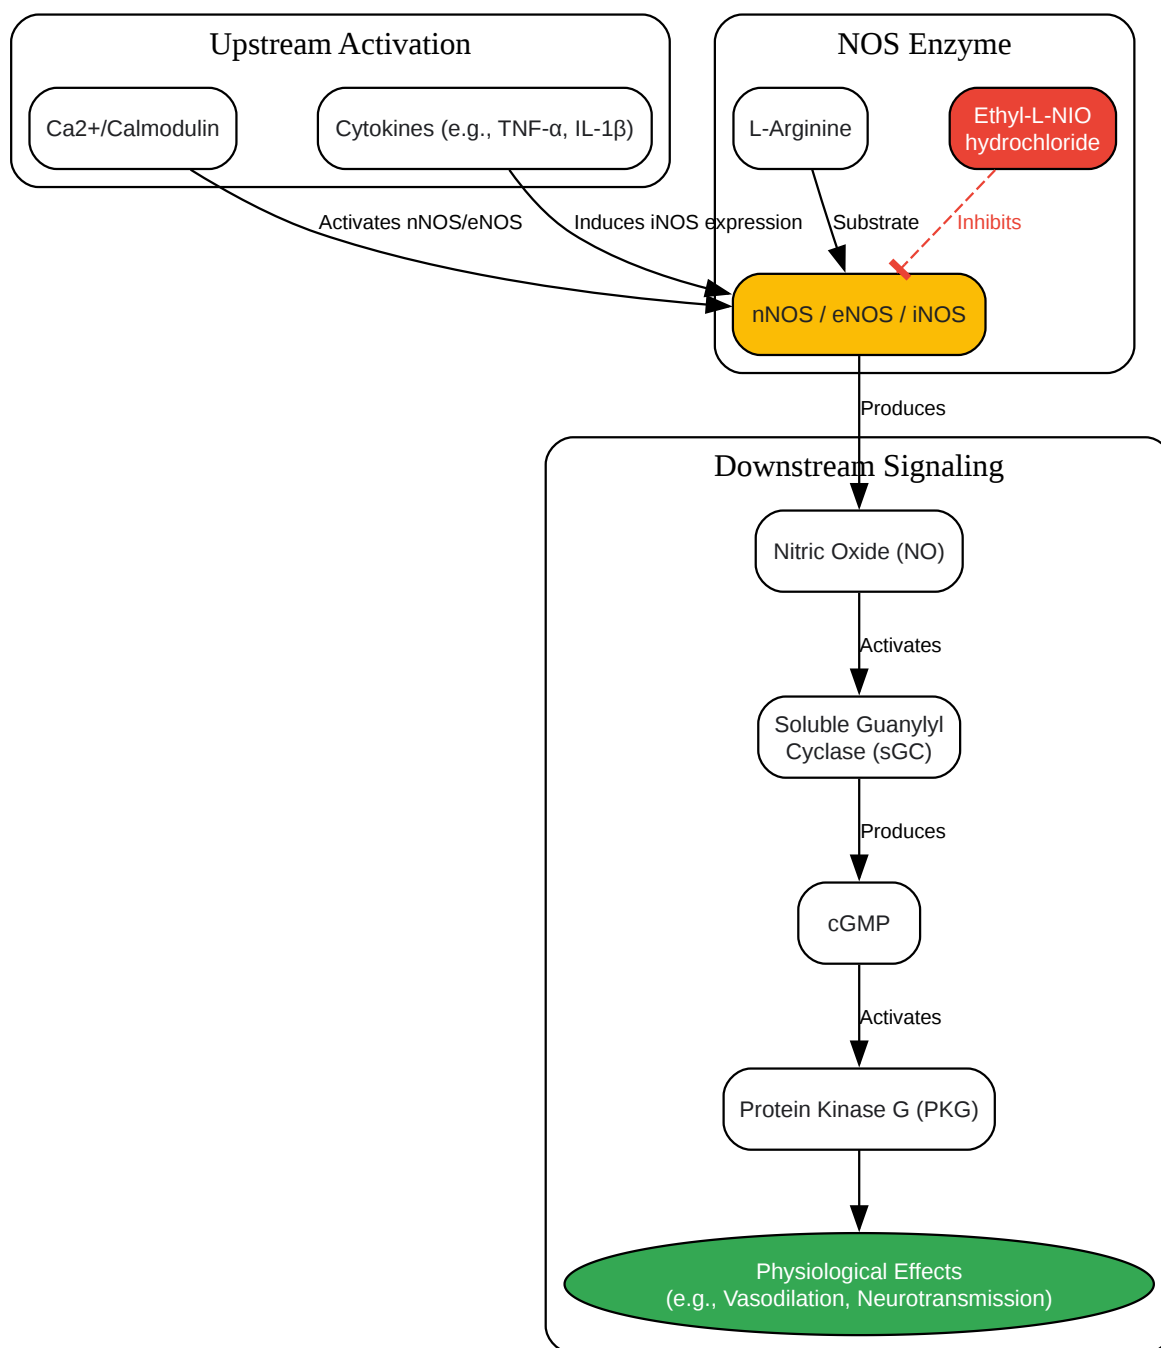 Upstream Activation
NOS Enzyme
Ca2+/Calmodulin
Cytokines (e.g., TNF-α, IL-1β)
L-Arginine
Ethyl-L-NIO
hydrochloride
Activates nNOS/eNOS
Induces iNOS expression
Substrate
Inhibits
nNOS / eNOS / iNOS
Produces
Downstream Signaling
Nitric Oxide (NO)
Activates
Soluble Guanylyl
Cyclase (sGC)
Produces
cGMP
Activates
Protein Kinase G (PKG)
Physiological Effects
(e.g., Vasodilation, Neurotransmission)